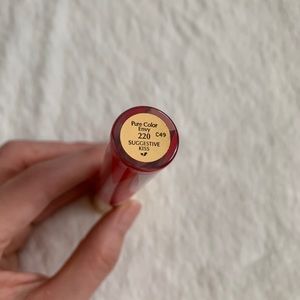 Pure Color
Envy
220 C49
SUGGESTIVE
KISS